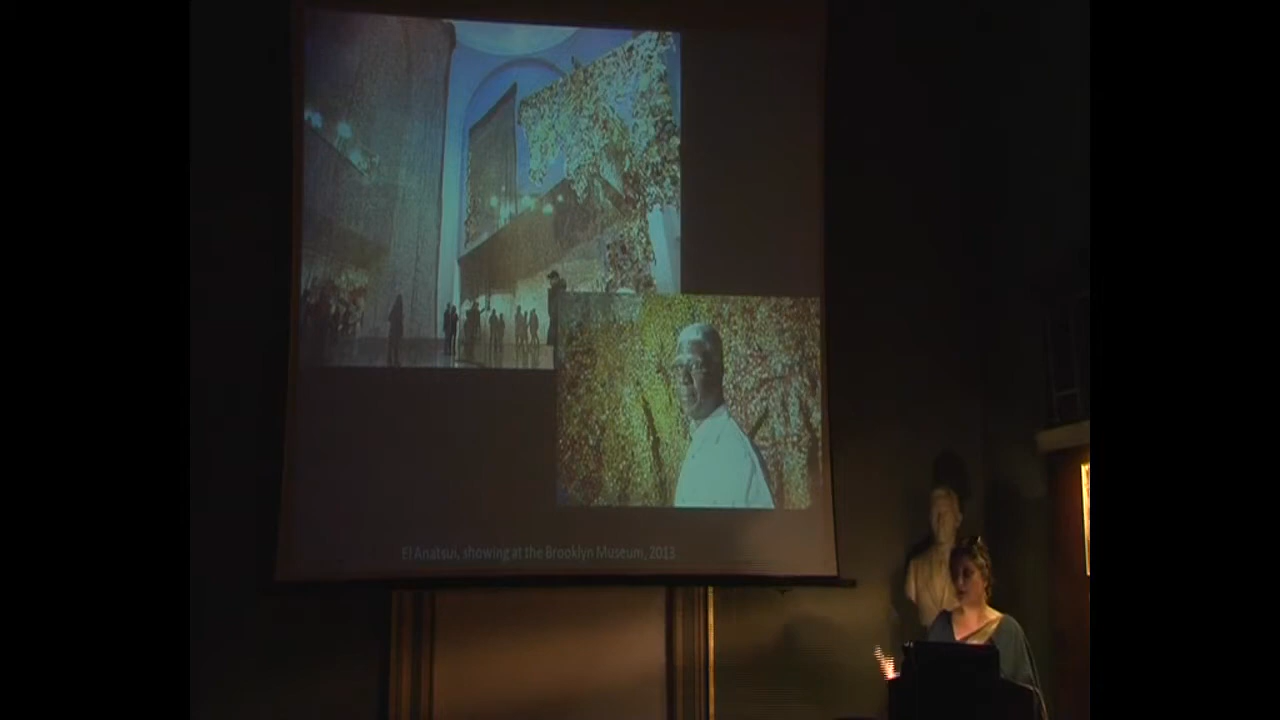 El Anatsui, showing at the Brooklyn Museum, 2013.